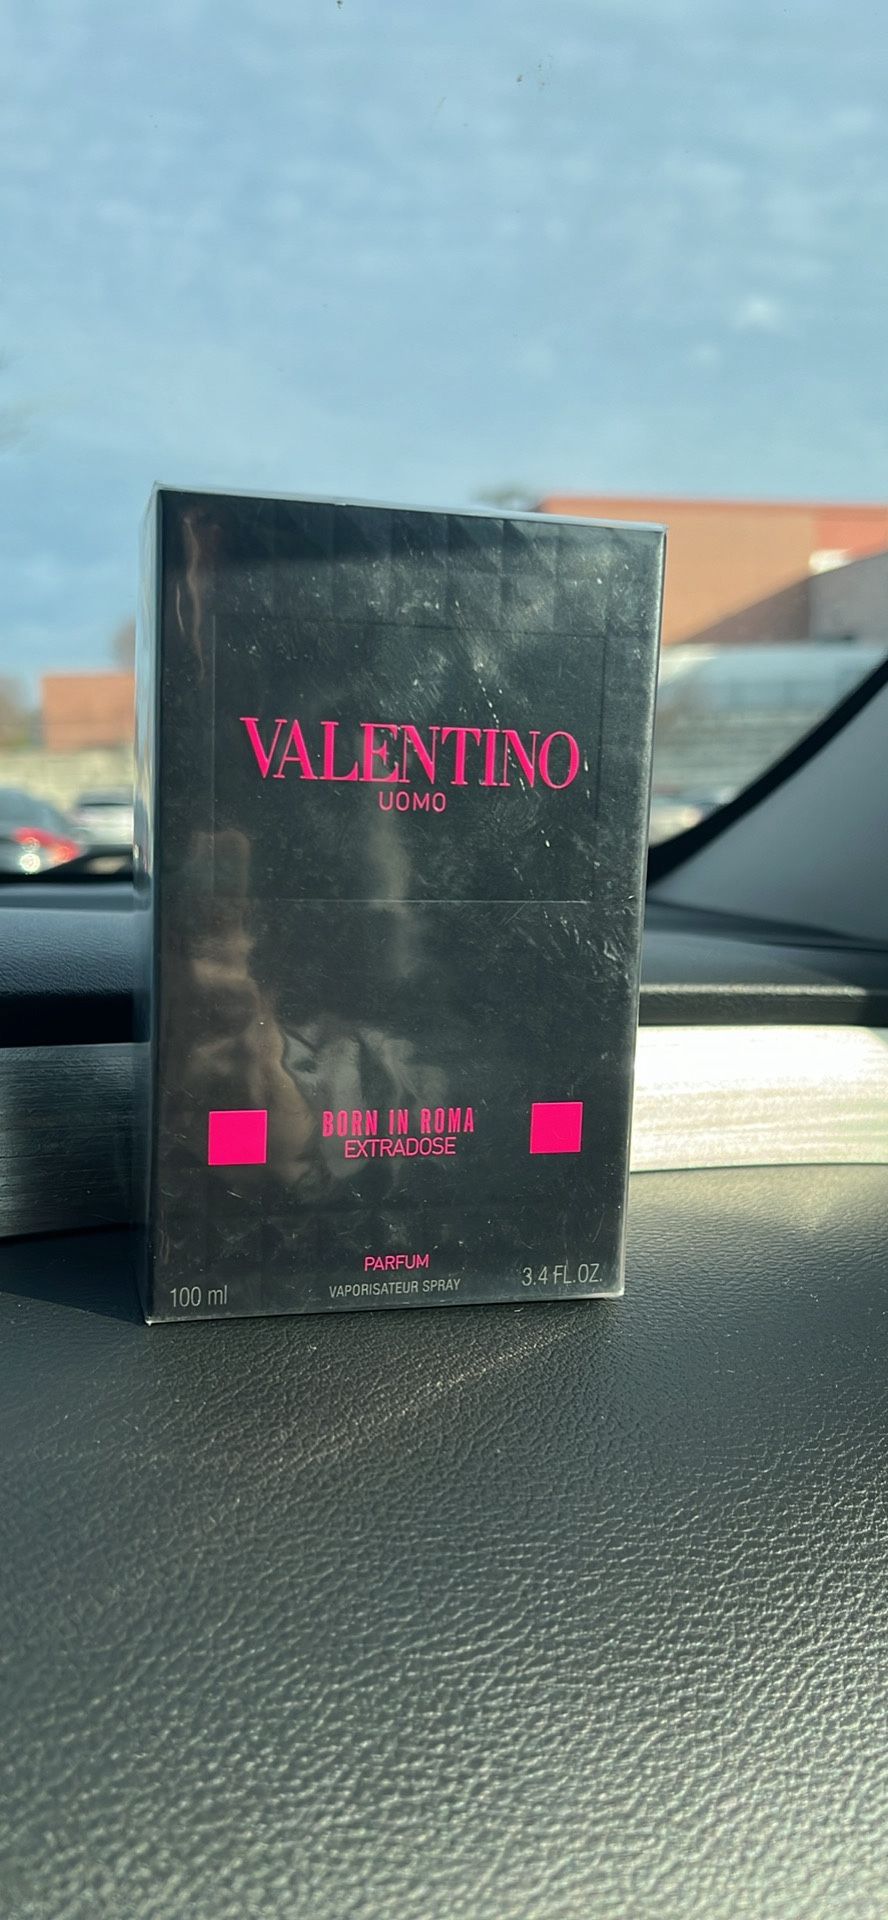 VALENTINO
UOMO
BORN IN ROMA
EXTRADOSE
PARFUM
100 ml VAPORISATEUR SPRAY 3.4 FL.OZ.